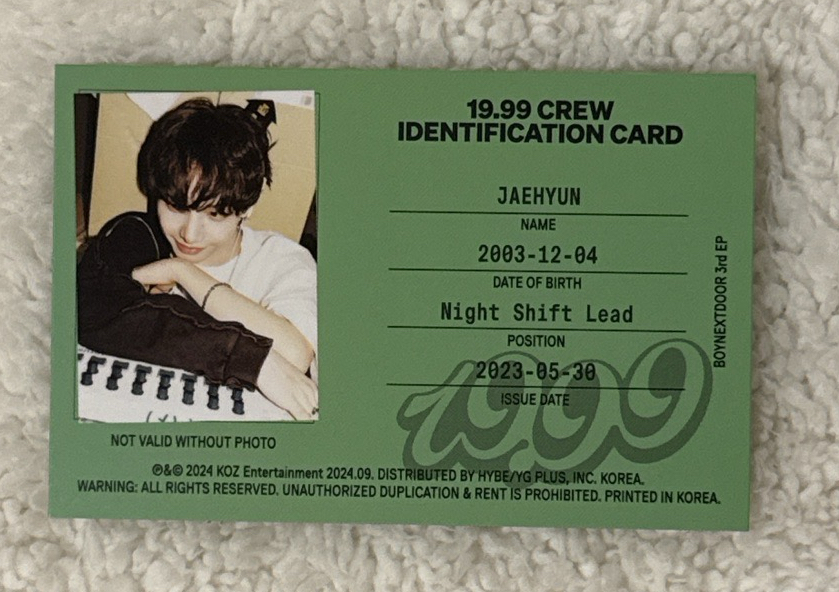 19.99 CREW
IDENTIFICATION CARD
JAEHYUN
NAME
2003-12-04
DATE OF BIRTH
Night Shift Lead
POSITION
2023-05-30
ISSUE DATE
1999
BOYNEXTDOOR 3rd EP
NOT VALID WITHOUT PHOTO
℗&© 2024 KOZ Entertainment 2024.09. DISTRIBUTED BY HYBE/YG PLUS, INC. KOREA.
WARNING: ALL RIGHTS RESERVED. UNAUTHORIZED DUPLICATION & RENT IS PROHIBITED. PRINTED IN KOREA.